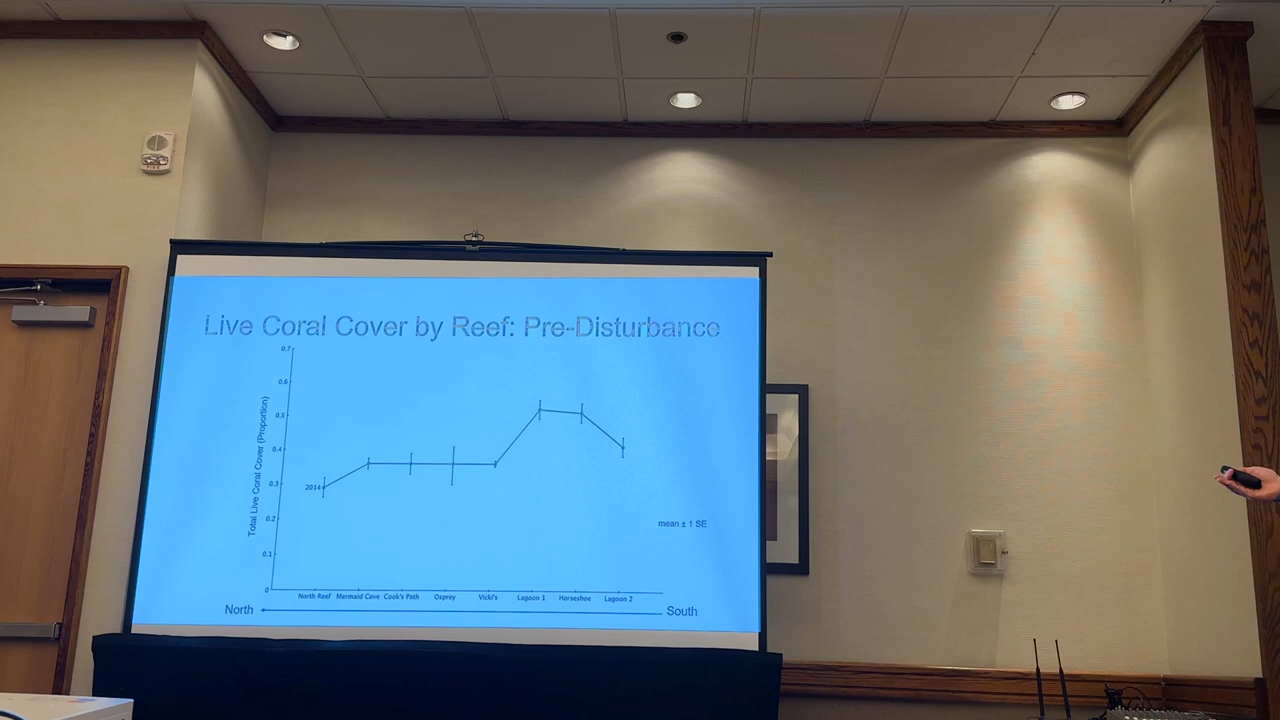 FIRE
Live Coral Cover by Reef: Pre-Disturbance
Total Live Coral Cover (Proportion)
0.7
0.6
0.5
0.4
0.3
0.2
0.1
0
2014
mean ± 1 SE
North Reef Mermaid Cove Cook's Path Osprey Vicki's Lagoon 1 Horseshoe Lagoon 2
North South